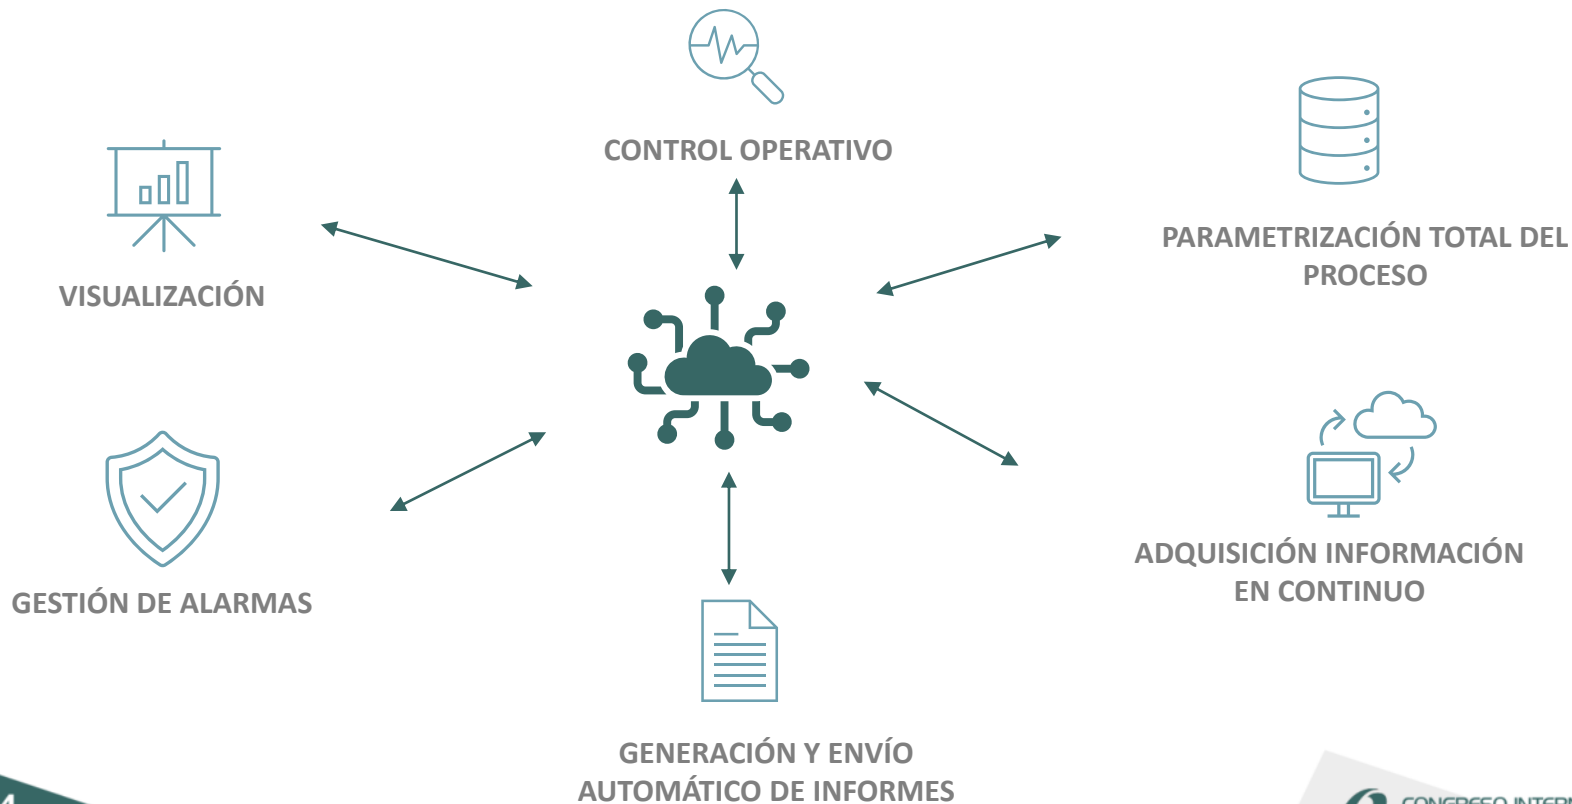 CONTROL OPERATIVO
VISUALIZACIÓN
PARAMETRIZACIÓN TOTAL DEL
PROCESO
GESTIÓN DE ALARMAS
ADQUISICIÓN INFORMACIÓN
EN CONTINUO
GENERACIÓN Y ENVÍO
AUTOMÁTICO DE INFORMES
CONGRESO